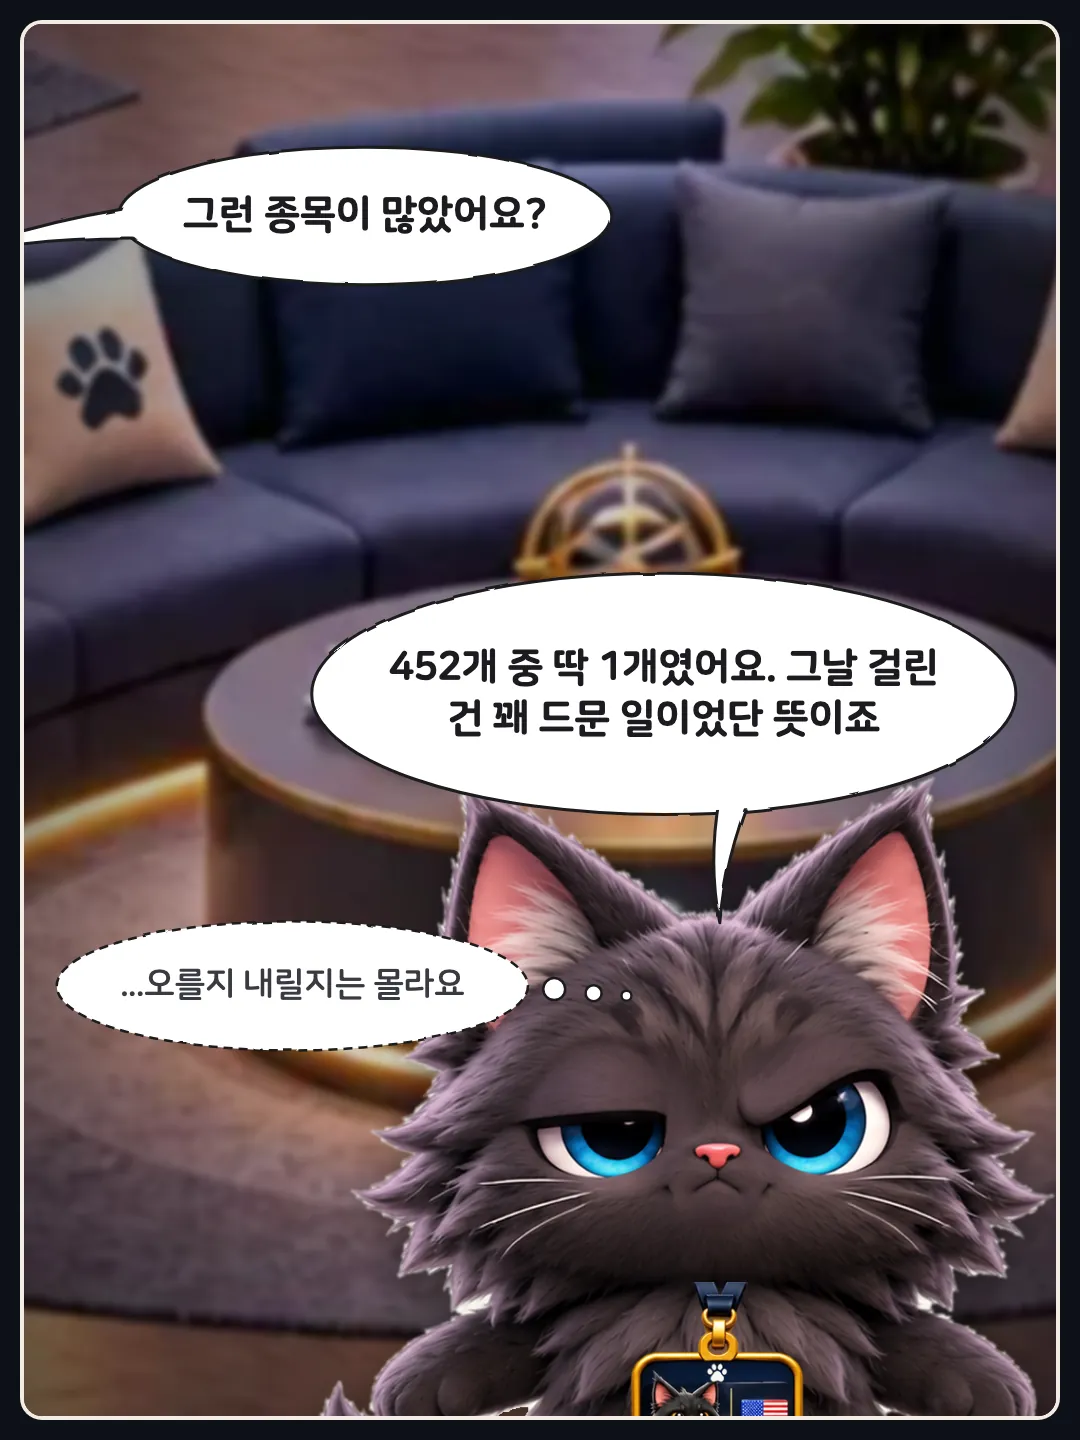 그런 종목이 많았어요?
452개 중 딱 1개였어요. 그날 걸린
건 꽤 드문 일이었단 뜻이죠
...오를지 내릴지는 몰라요